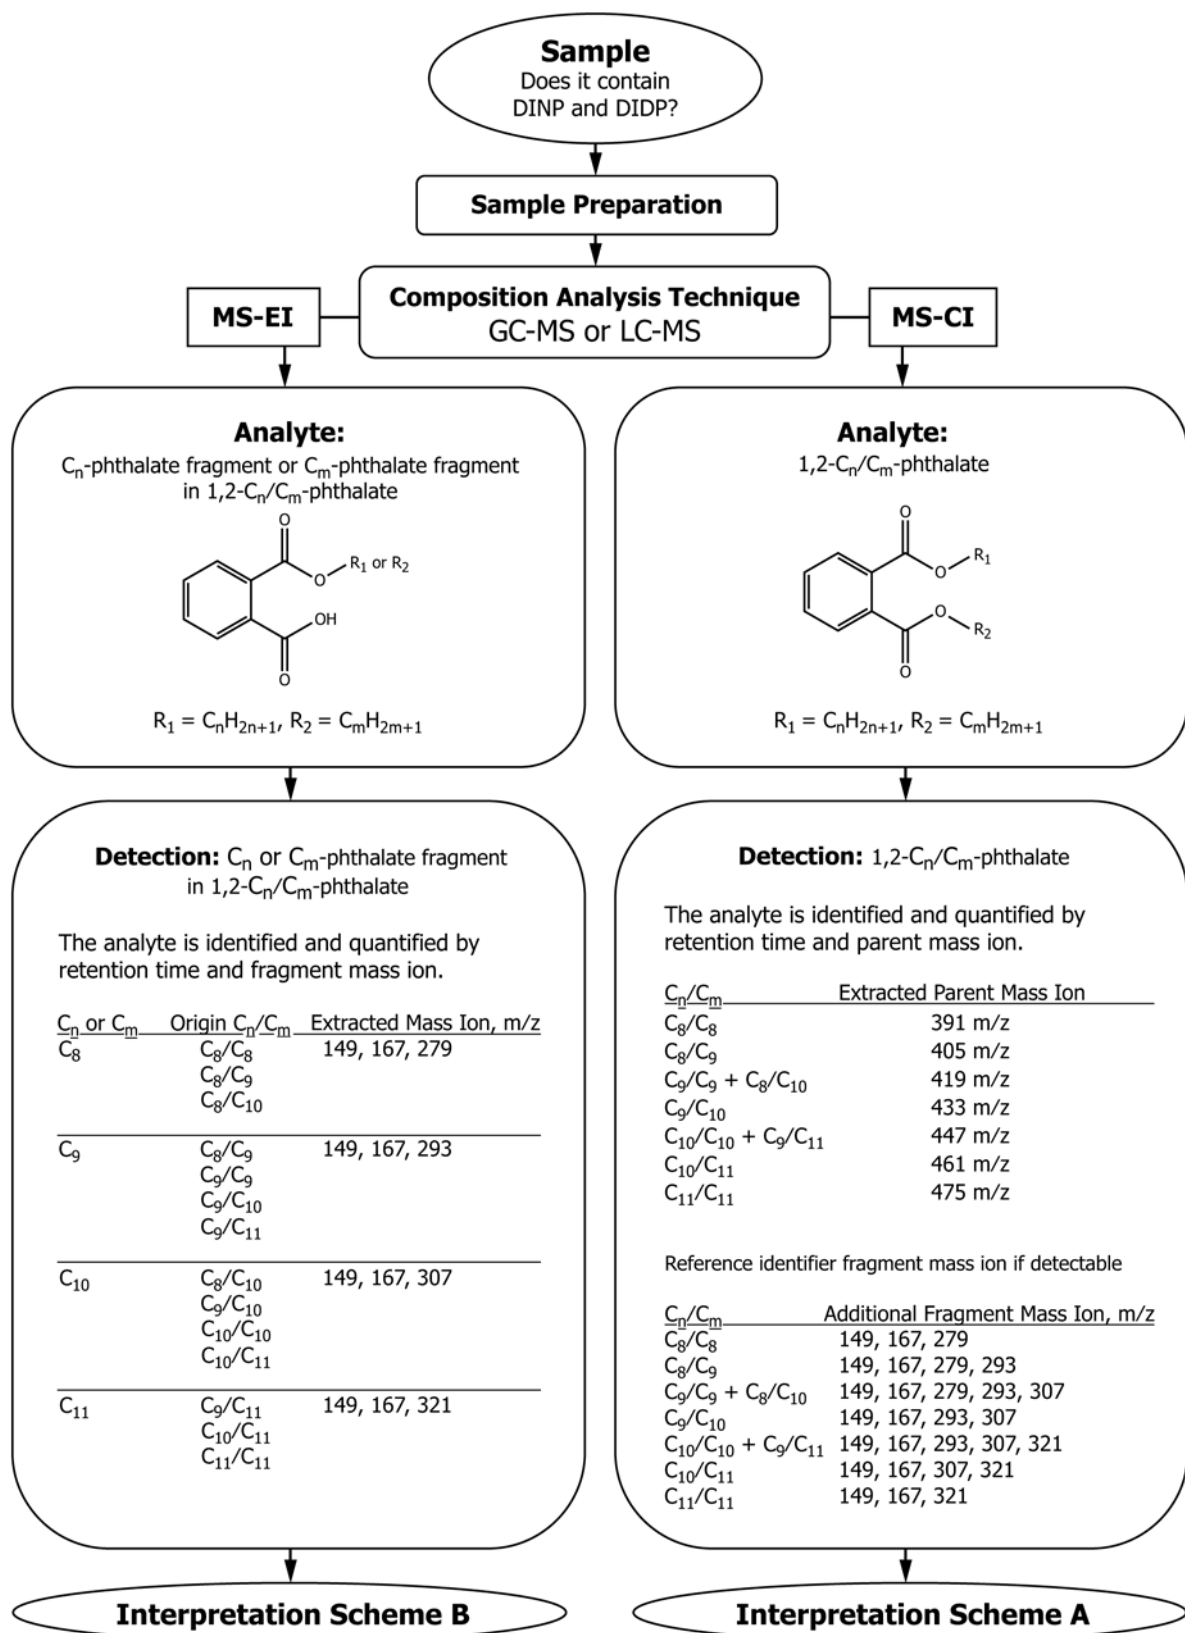 Sample
Does it contain
DINP and DIDP?
Sample Preparation
Composition Analysis Technique
GC-MS or LC-MS
MS-EI
MS-CI
Analyte:
Cₙ-phthalate fragment or Cₘ-phthalate fragment
in 1,2-Cₙ/Cₘ-phthalate
O
R₁ or R₂
O
OH
O
R₁ = CₙH₂ₙ₊₁, R₂ = CₘH₂ₘ₊₁
Analyte:
1,2-Cₙ/Cₘ-phthalate
O
R₁
O
O
R₂
O
R₁ = CₙH₂ₙ₊₁, R₂ = CₘH₂ₘ₊₁
Detection: Cₙ or Cₘ-phthalate fragment
in 1,2-Cₙ/Cₘ-phthalate
The analyte is identified and quantified by
retention time and fragment mass ion.
Cₙ or Cₘ Origin Cₙ/Cₘ Extracted Mass Ion, m/z
C₈ C₈/C₈ 149, 167, 279
C₈/C₉
C₈/C₁₀
C₉ C₈/C₉ 149, 167, 293
C₉/C₉
C₉/C₁₀
C₉/C₁₁
C₁₀ C₈/C₁₀ 149, 167, 307
C₉/C₁₀
C₁₀/C₁₀
C₁₀/C₁₁
C₁₁ C₉/C₁₁ 149, 167, 321
C₁₀/C₁₁
C₁₁/C₁₁
Detection: 1,2-Cₙ/Cₘ-phthalate
The analyte is identified and quantified by
retention time and parent mass ion.
Cₙ/Cₘ Extracted Parent Mass Ion
C₈/C₈ 391 m/z
C₈/C₉ 405 m/z
C₉/C₉ + C₈/C₁₀ 419 m/z
C₉/C₁₀ 433 m/z
C₁₀/C₁₀ + C₉/C₁₁ 447 m/z
C₁₀/C₁₁ 461 m/z
C₁₁/C₁₁ 475 m/z
Reference identifier fragment mass ion if detectable
Cₙ/Cₘ Additional Fragment Mass Ion, m/z
C₈/C₈ 149, 167, 279
C₈/C₉ 149, 167, 279, 293
C₉/C₉ + C₈/C₁₀ 149, 167, 279, 293, 307
C₉/C₁₀ 149, 167, 293, 307
C₁₀/C₁₀ + C₉/C₁₁ 149, 167, 293, 307, 321
C₁₀/C₁₁ 149, 167, 307, 321
C₁₁/C₁₁ 149, 167, 321
Interpretation Scheme B
Interpretation Scheme A